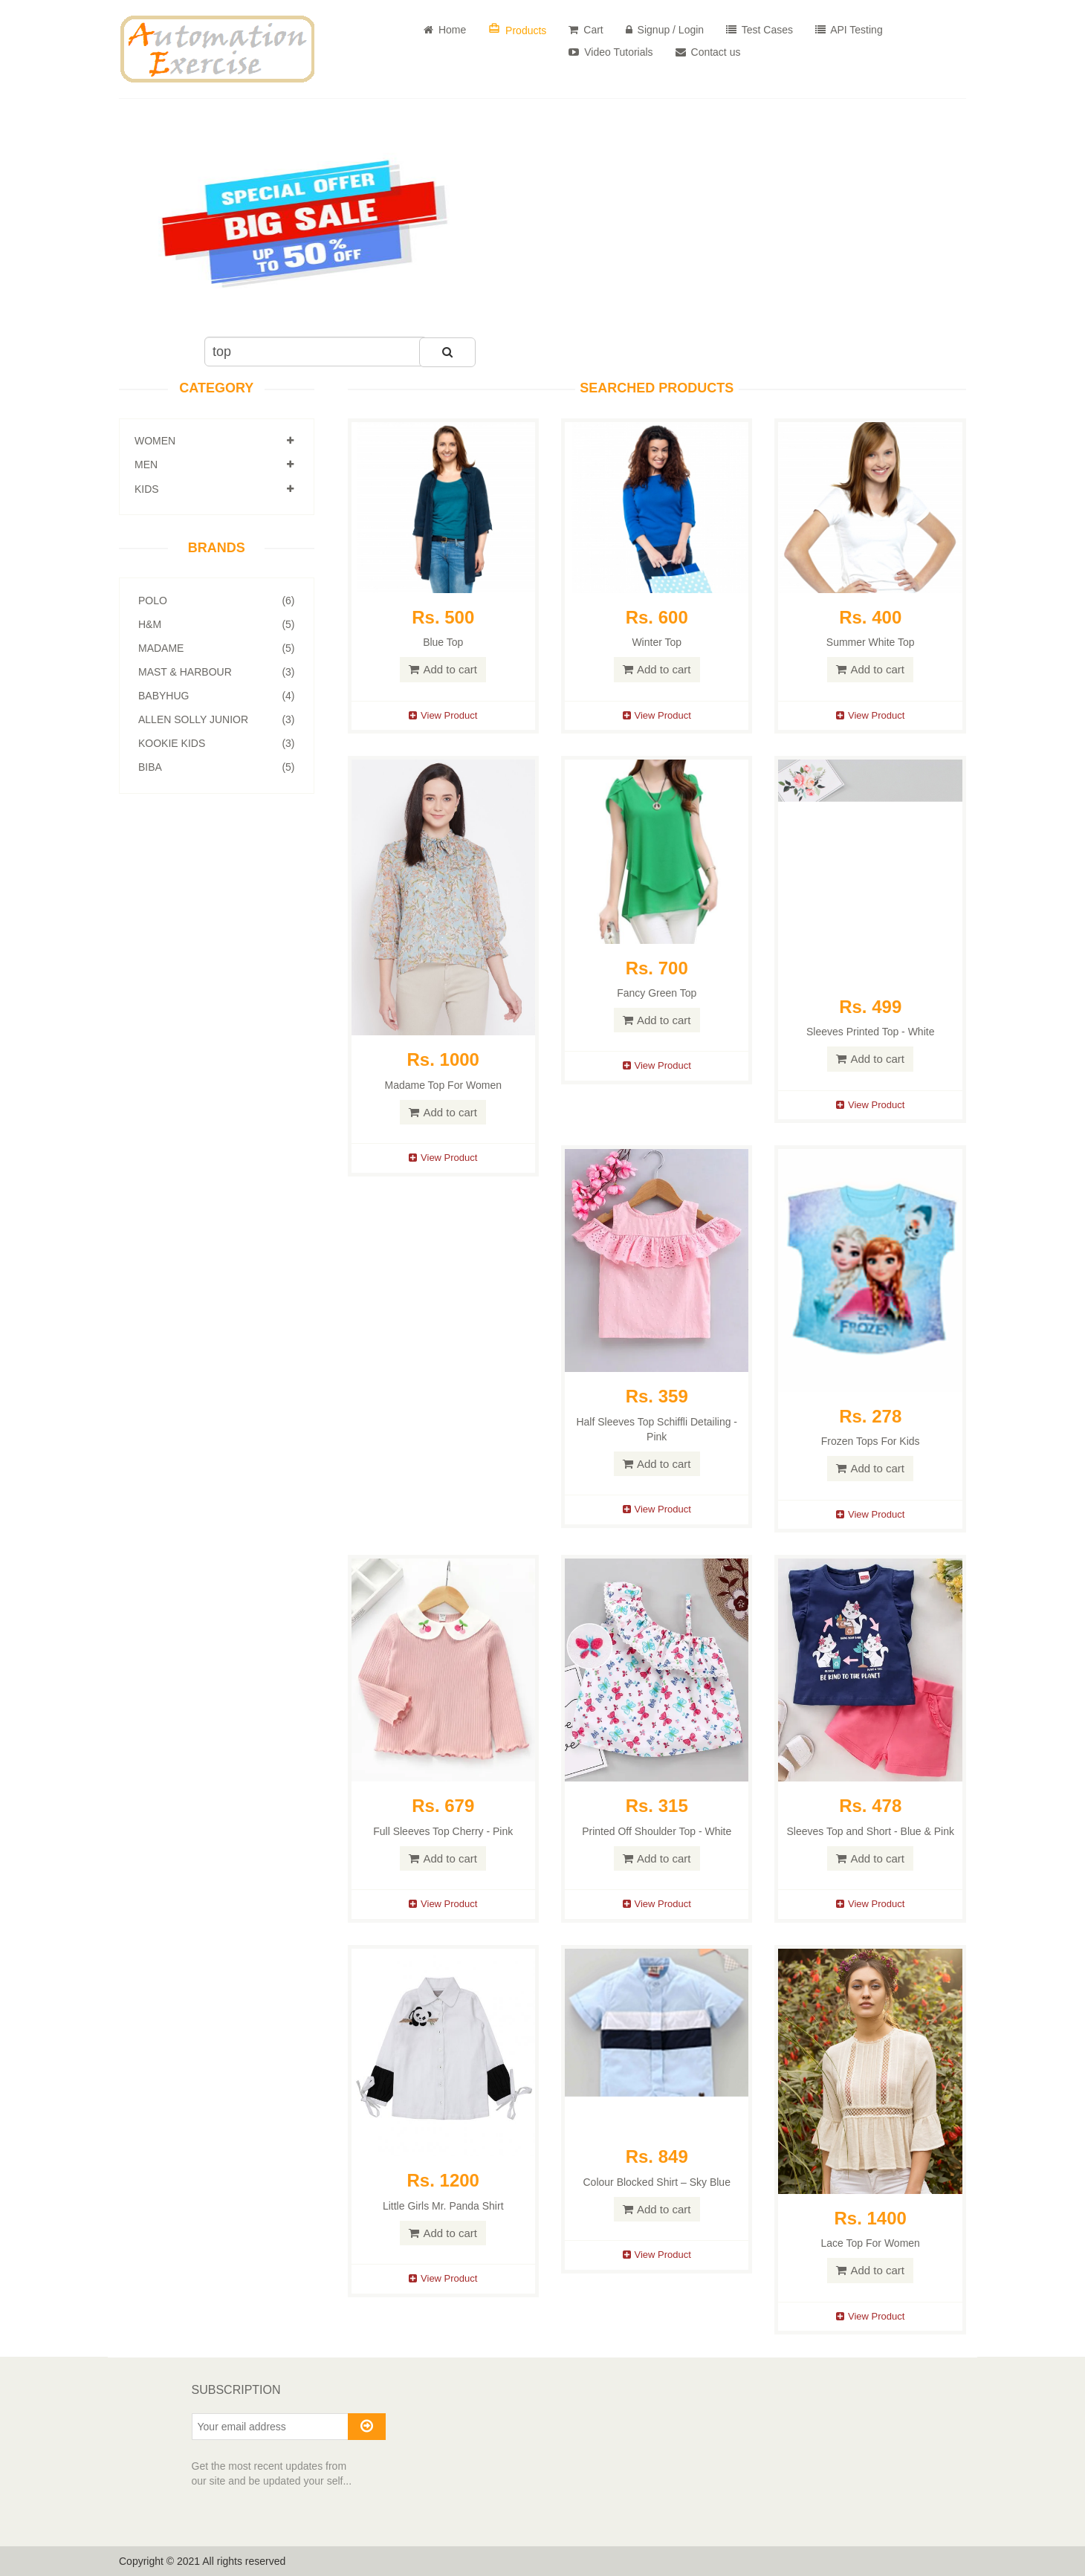 Automation
Exercise
Home
Products
Cart
Signup / Login
Test Cases
API Testing
Video Tutorials
Contact us
SPECIAL OFFER
BIG SALE
UP TO 50% OFF
top
CATEGORY
WOMEN
MEN
KIDS
BRANDS
POLO (6)
H&M (5)
MADAME (5)
MAST & HARBOUR (3)
BABYHUG (4)
ALLEN SOLLY JUNIOR (3)
KOOKIE KIDS (3)
BIBA (5)
SEARCHED PRODUCTS
Rs. 500
Blue Top
Add to cart
View Product
Rs. 600
Winter Top
Add to cart
View Product
Rs. 400
Summer White Top
Add to cart
View Product
Rs. 1000
Madame Top For Women
Add to cart
View Product
Rs. 700
Fancy Green Top
Add to cart
View Product
Rs. 499
Sleeves Printed Top - White
Add to cart
View Product
Rs. 359
Half Sleeves Top Schiffli Detailing -
Pink
Add to cart
View Product
FROZEN
Rs. 278
Frozen Tops For Kids
Add to cart
View Product
Rs. 679
Full Sleeves Top Cherry - Pink
Add to cart
View Product
Rs. 315
Printed Off Shoulder Top - White
Add to cart
View Product
BE KIND TO THE PLANET
Rs. 478
Sleeves Top and Short - Blue & Pink
Add to cart
View Product
Rs. 1200
Little Girls Mr. Panda Shirt
Add to cart
View Product
Rs. 849
Colour Blocked Shirt – Sky Blue
Add to cart
View Product
Rs. 1400
Lace Top For Women
Add to cart
View Product
SUBSCRIPTION
Your email address
Get the most recent updates from
our site and be updated your self...
Copyright © 2021 All rights reserved